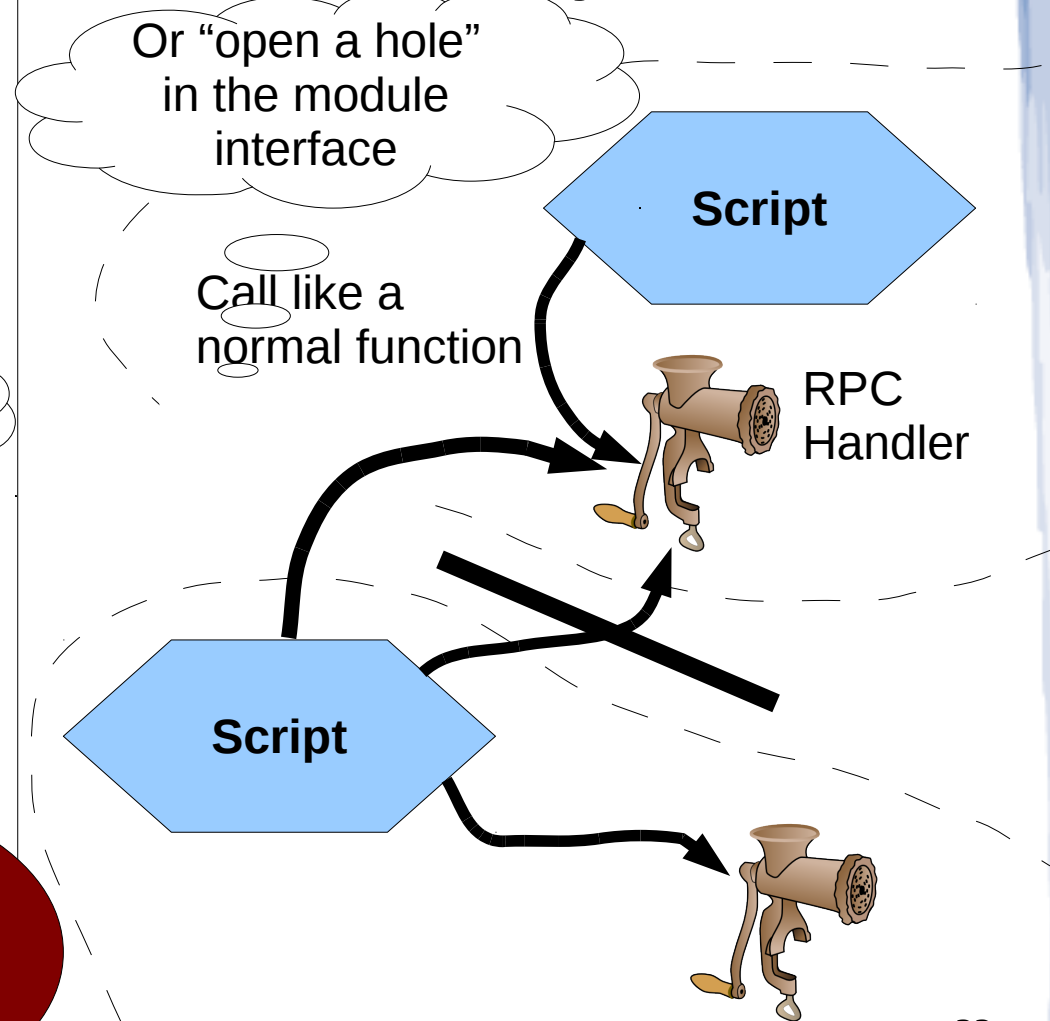 Or “open a hole”
in the module
interface
Script
Call like a
normal function
RPC
Handler
Script